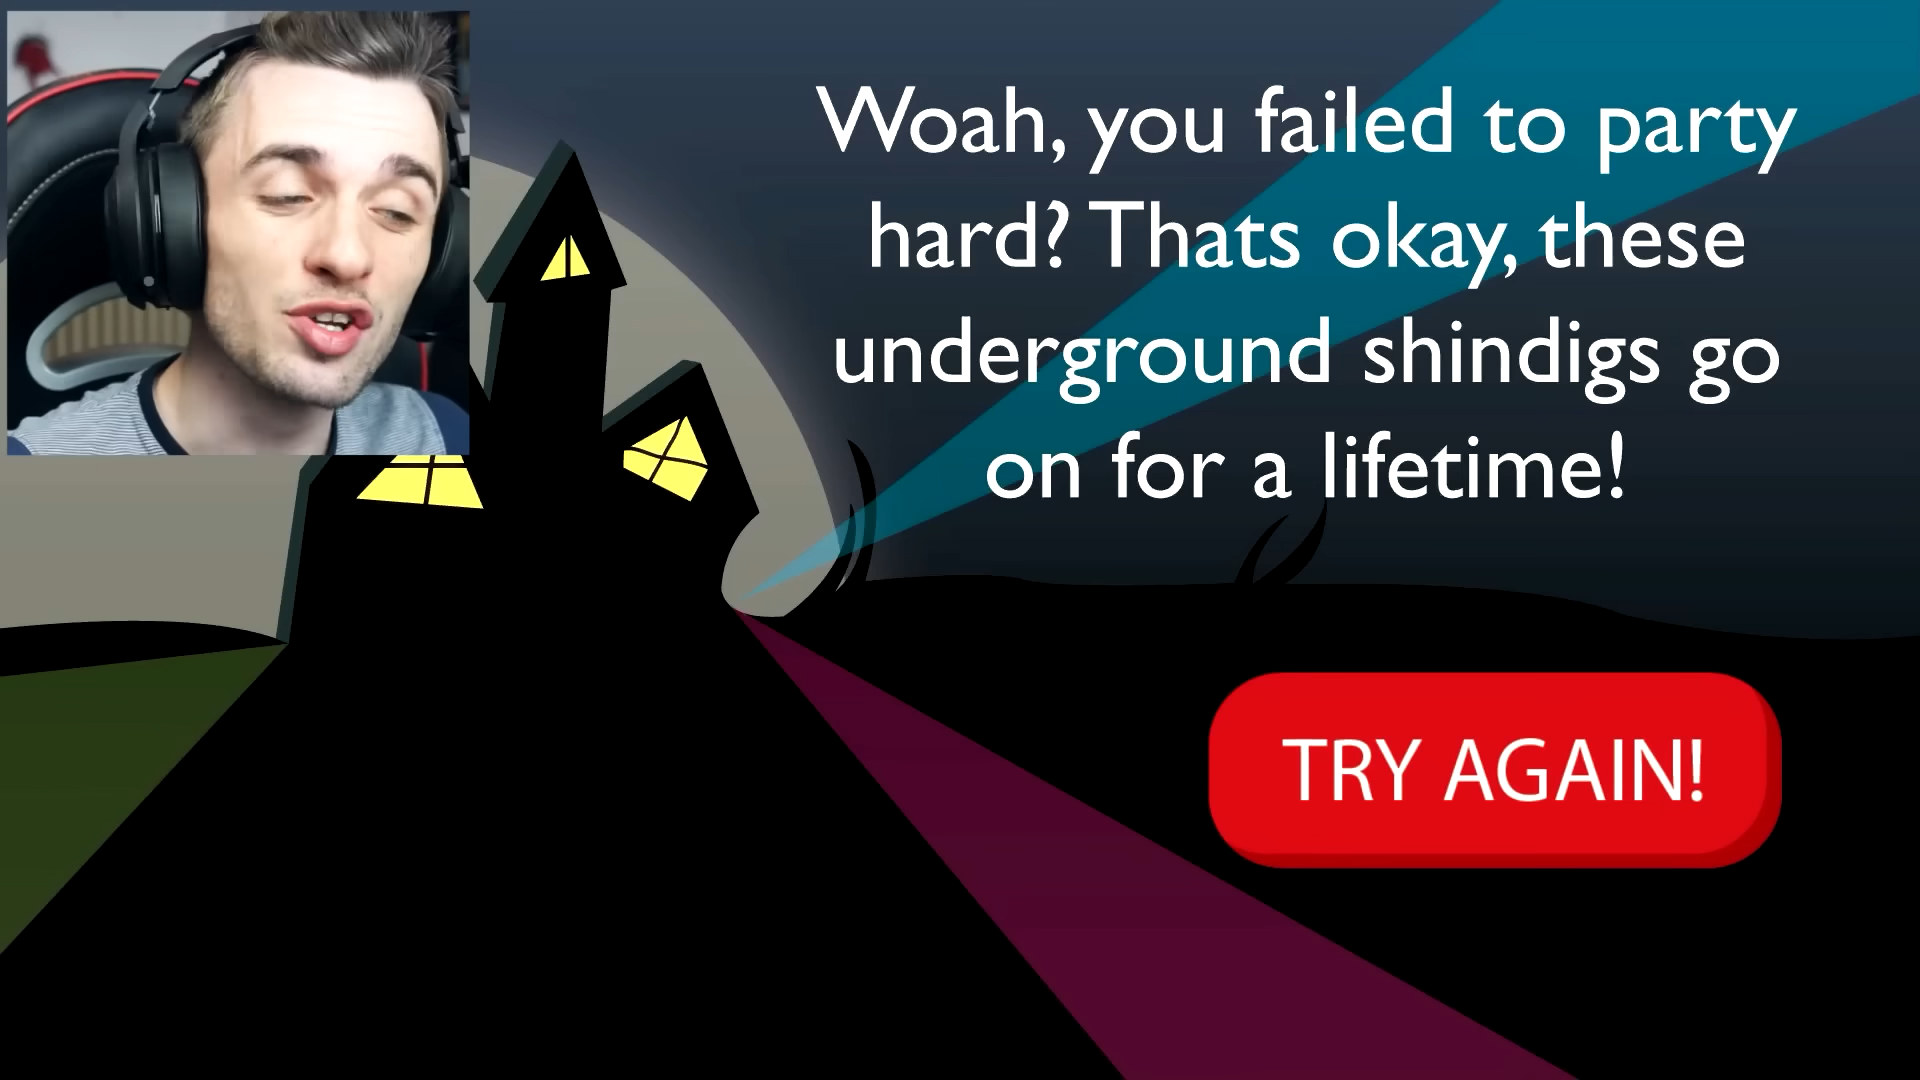 Woah, you failed to party
hard? Thats okay, these
underground shindigs go
on for a lifetime!
TRY AGAIN!